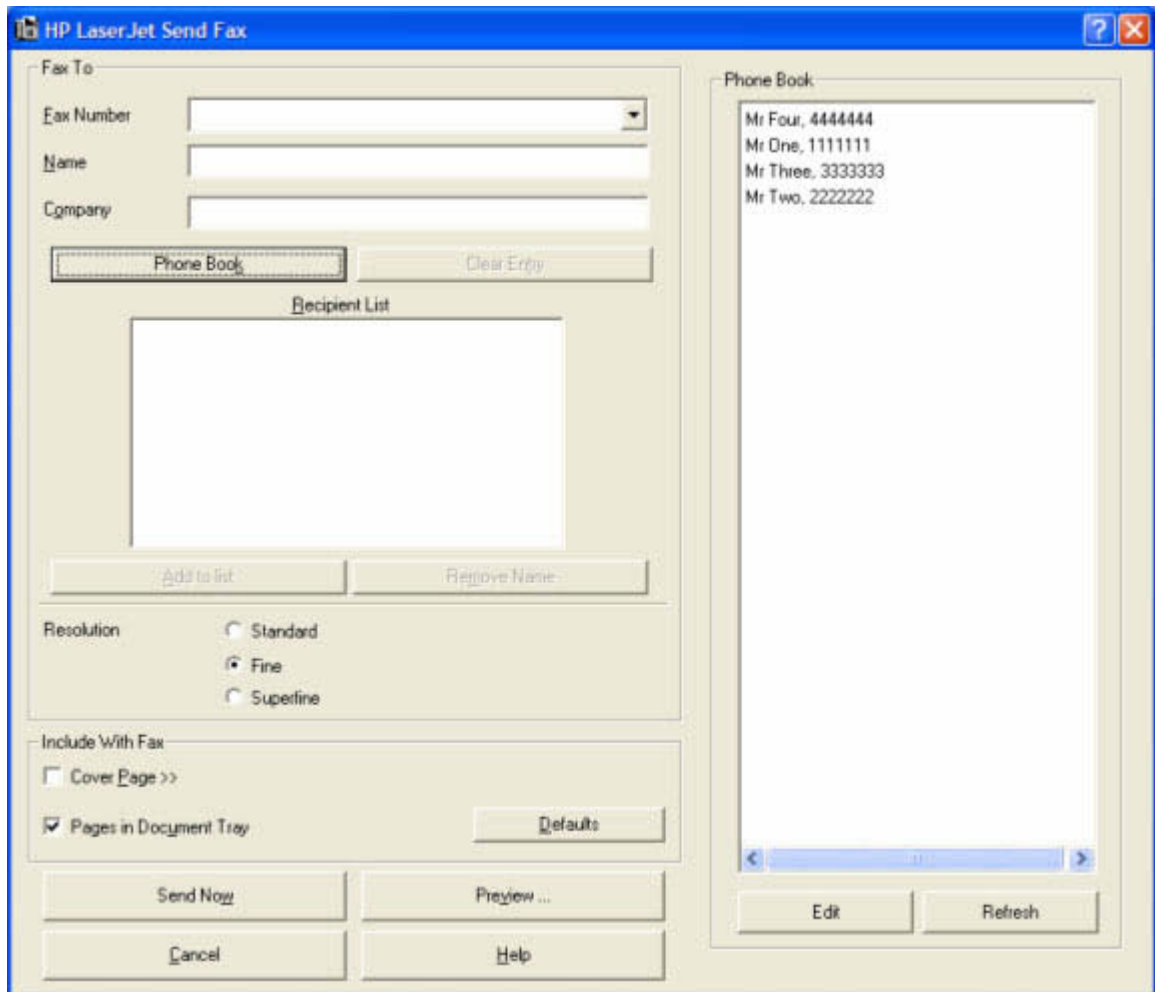 HP LaserJet Send Fax
Fax To
Fax Number
Name
Company
Phone Book
Clear Entry
Recipient List
Add to list
Remove Name
Resolution
Standard
Fine
Superfine
Include With Fax
Cover Page >>
Pages in Document Tray
Defaults
Send Now
Preview ...
Cancel
Help
Phone Book
Mr Four, 4444444
Mr One, 1111111
Mr Three, 3333333
Mr Two, 2222222
Edit
Refresh